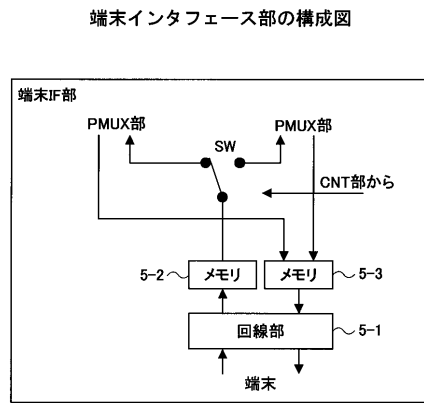 端末インタフェース部の構成図
端末IF部
PMUX部
PMUX部
SW
CNT部から
5-2
メモリ
メモリ
5-3
回線部
5-1
端末